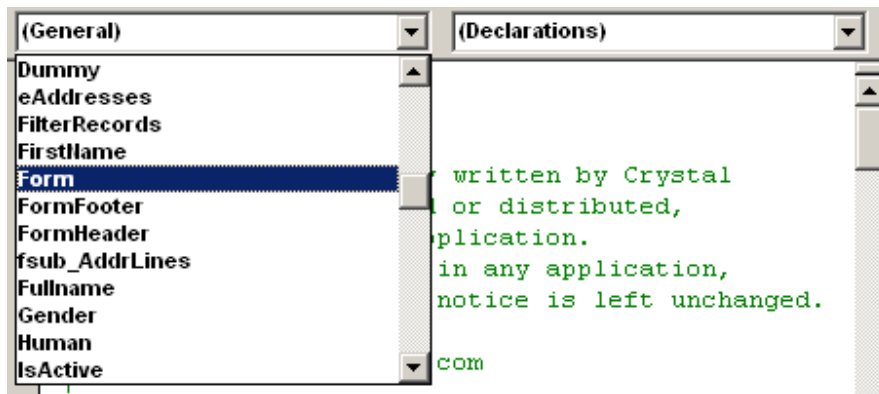 (General) (Declarations)
Dummy
eAddresses
FilterRecords
FirstName
Form
FormFooter
FormHeader
fsub_AddrLines
Fullname
Gender
Human
IsActive
written by Crystal
or distributed,
plication.
in any application,
notice is left unchanged.
com